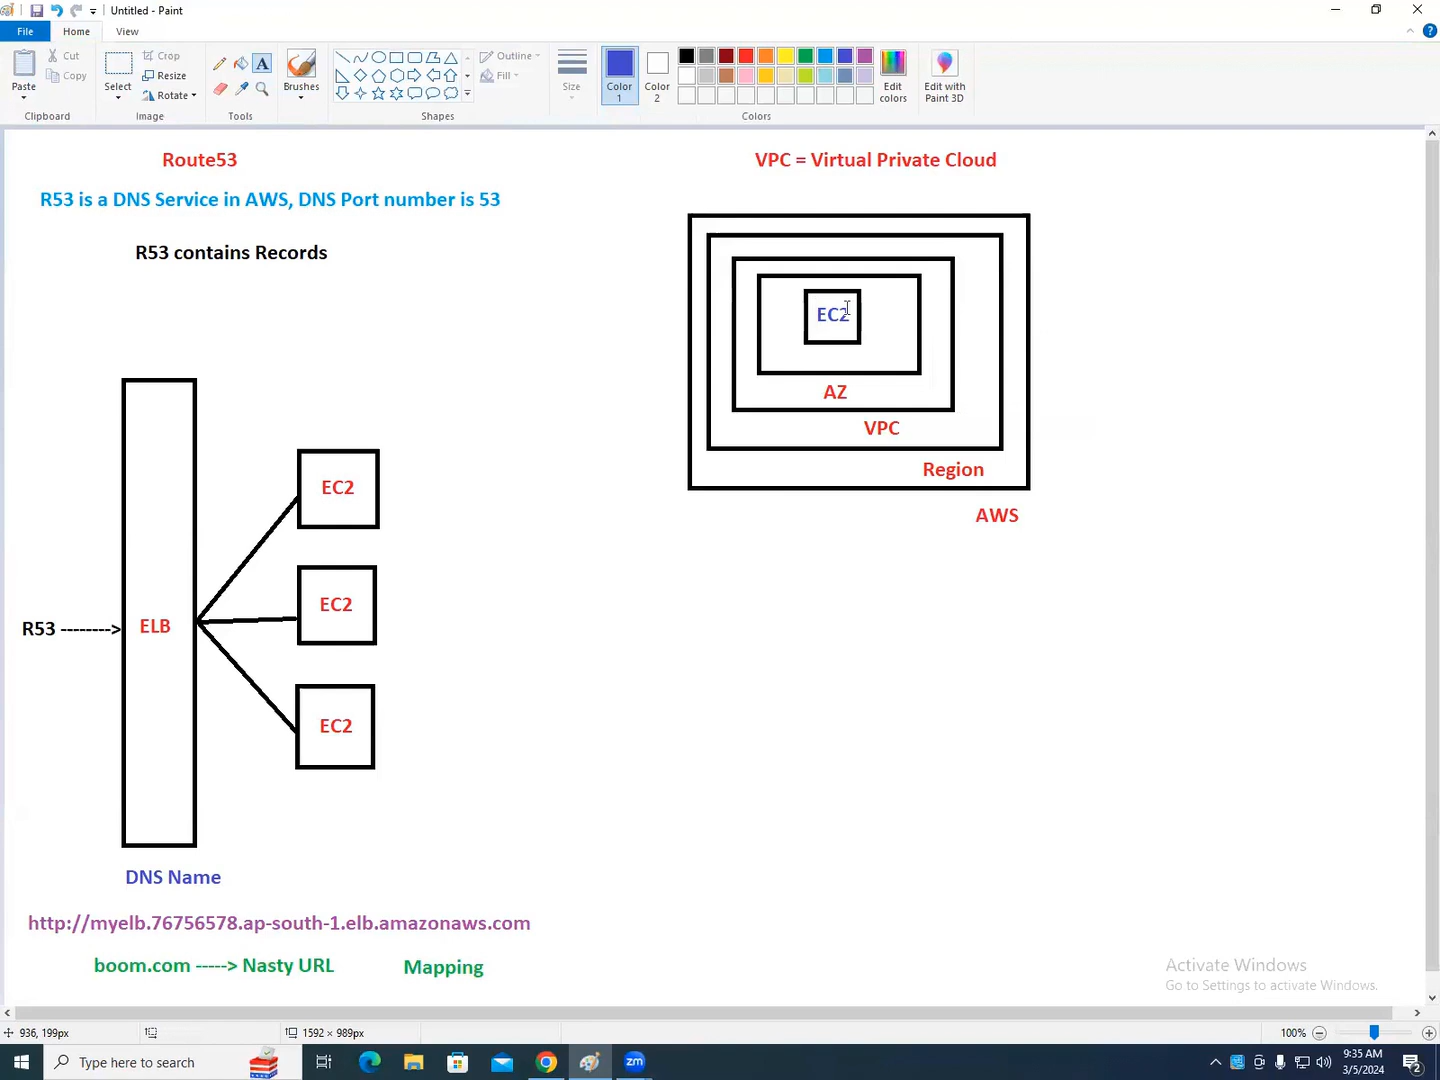 Untitled - Paint
File
Home
View
Paste
Cut
Copy
Clipboard
Select
Crop
Resize
Rotate
Image
A
Tools
Brushes
Shapes
Outline
Fill
Size
Color
1
Color
2
Edit
colors
Colors
Edit with
Paint 3D
Route53
R53 is a DNS Service in AWS, DNS Port number is 53
R53 contains Records
R53 -------->
ELB
EC2
EC2
EC2
DNS Name
http://myelb.76756578.ap-south-1.elb.amazonaws.com
boom.com -----> Nasty URL
Mapping
VPC = Virtual Private Cloud
EC2
AZ
VPC
Region
AWS
Activate Windows
Go to Settings to activate Windows.
936, 199px
1592 × 989px
100%
Type here to search
zm
9:35 AM
3/5/2024
2